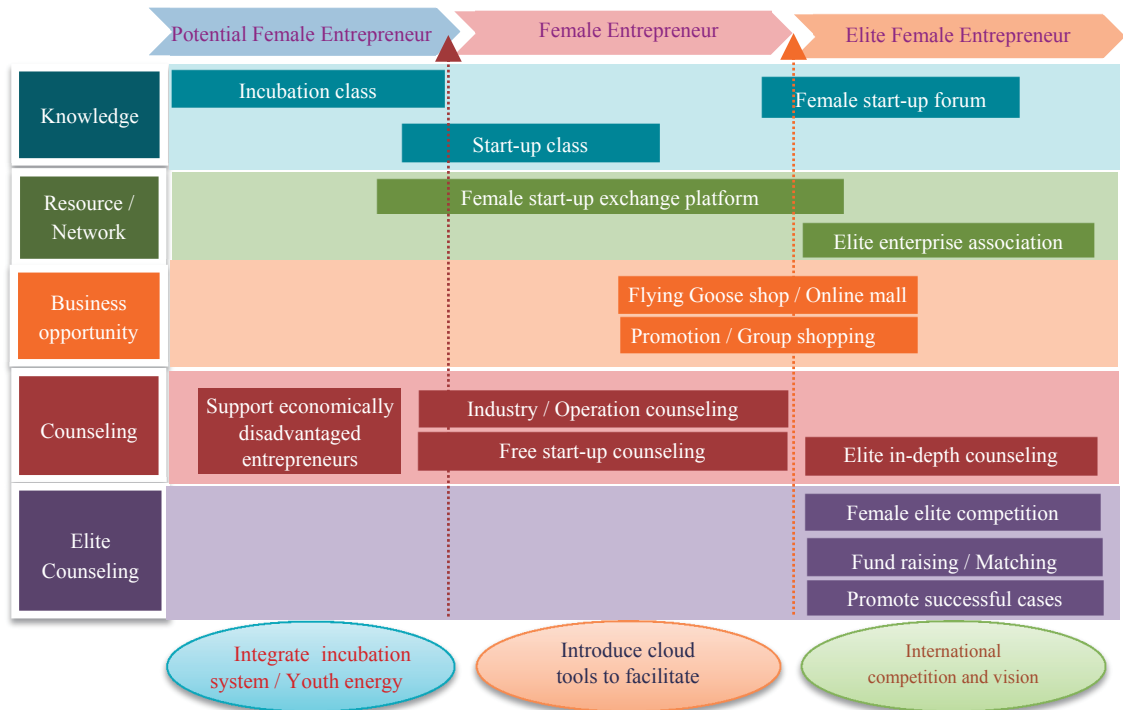 Potential Female Entrepreneur
Female Entrepreneur
Elite Female Entrepreneur
Knowledge
Incubation class
Female start-up forum
Start-up class
Resource /
Network
Female start-up exchange platform
Elite enterprise association
Business
opportunity
Flying Goose shop / Online mall
Promotion / Group shopping
Counseling
Support economically
disadvantaged
entrepreneurs
Industry / Operation counseling
Free start-up counseling
Elite in-depth counseling
Elite
Counseling
Female elite competition
Fund raising / Matching
Promote successful cases
Integrate incubation
system / Youth energy
Introduce cloud
tools to facilitate
International
competition and vision